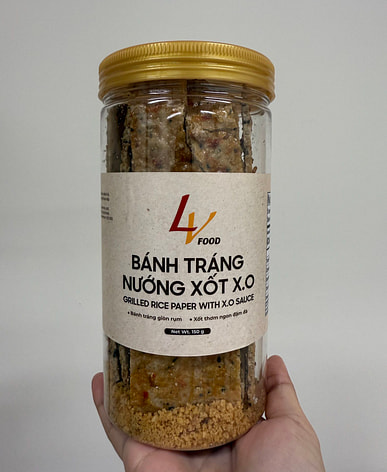 LV
FOOD
BÁNH TRÁNG
NƯỚNG XỐT X.O
GRILLED RICE PAPER WITH X.O SAUCE
• Bánh tráng giòn rụm • Xốt thơm ngon đậm đà
Net Wt. 150 g